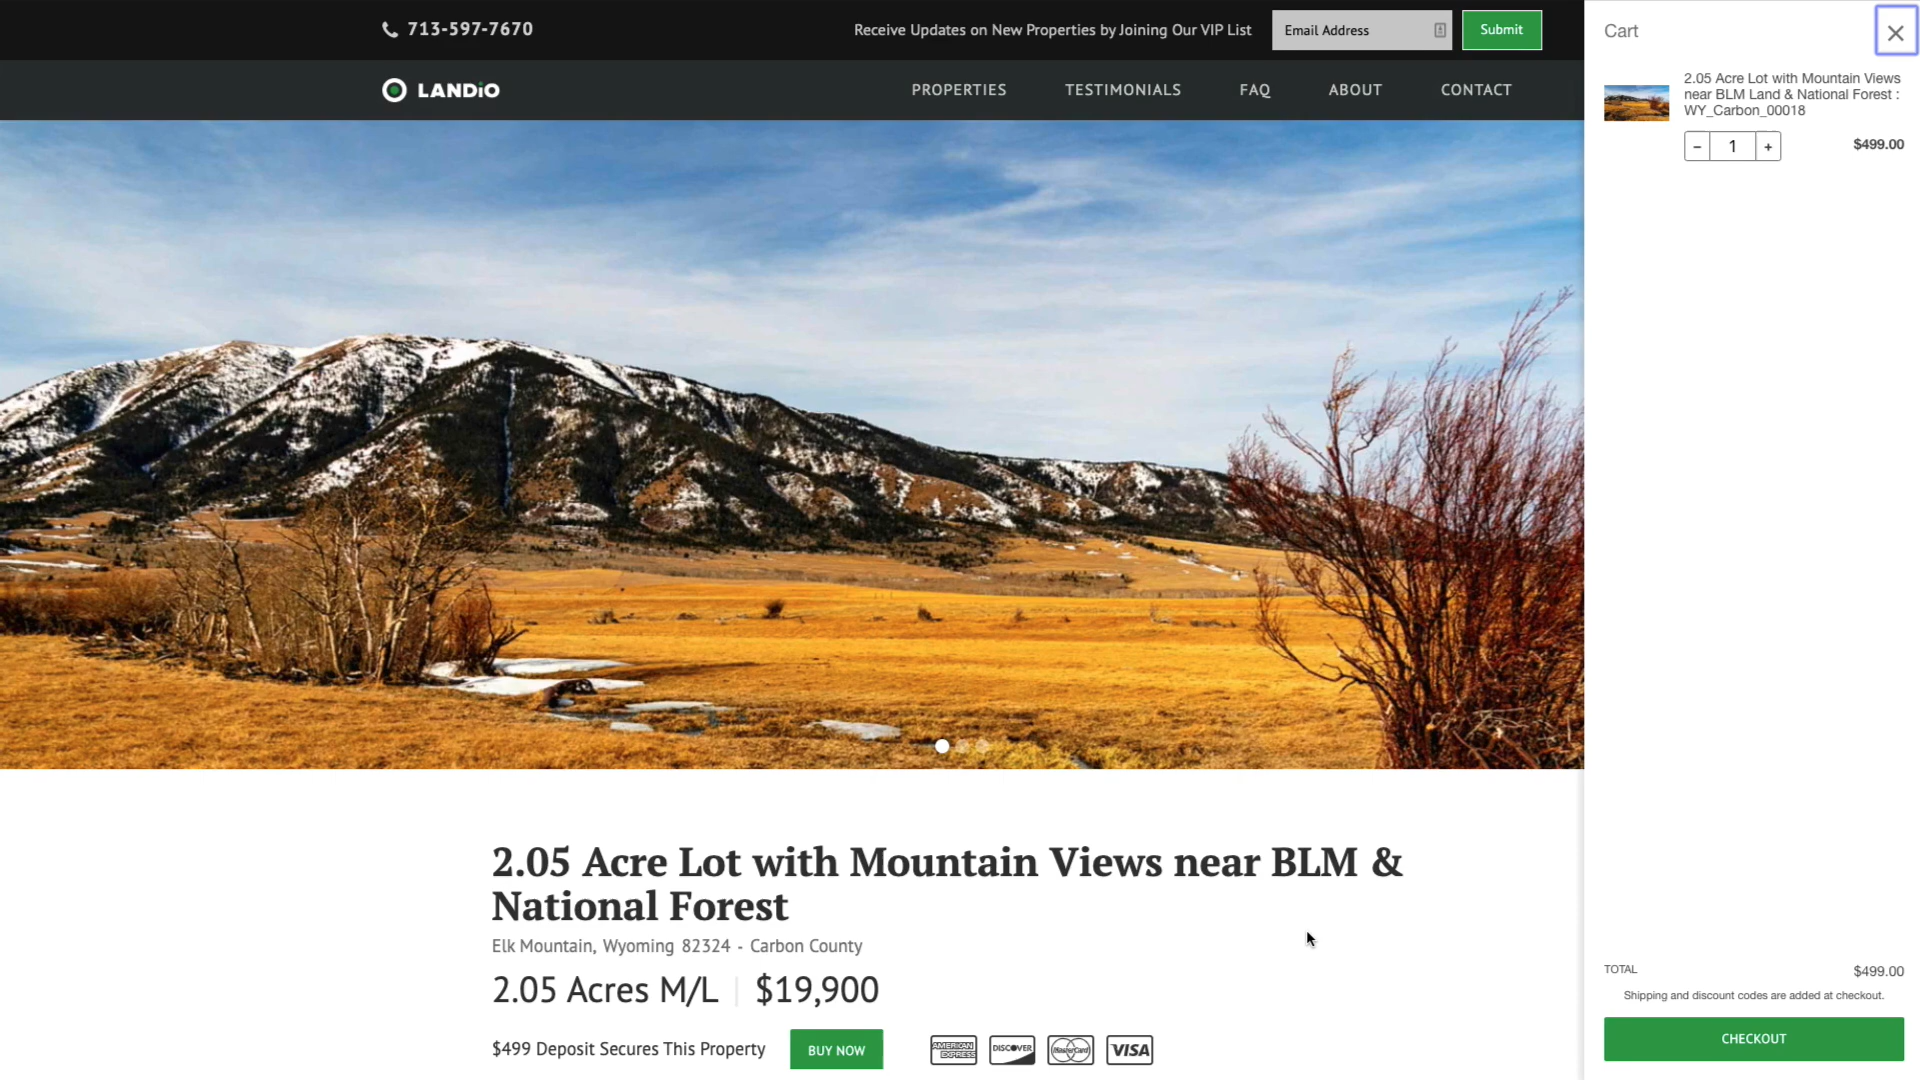 713-597-7670
Receive Updates on New Properties by Joining Our VIP List
Email Address
Submit
LANDiO
PROPERTIES
TESTIMONIALS
FAQ
ABOUT
CONTACT
2.05 Acre Lot with Mountain Views near BLM &
National Forest
Elk Mountain, Wyoming 82324 - Carbon County
2.05 Acres M/L | $19,900
$499 Deposit Secures This Property
BUY NOW
AMERICAN EXPRESS
DISCOVER
MasterCard
VISA
Cart
2.05 Acre Lot with Mountain Views
near BLM Land & National Forest :
WY_Carbon_00018
− 1 +
$499.00
TOTAL
$499.00
Shipping and discount codes are added at checkout.
CHECKOUT